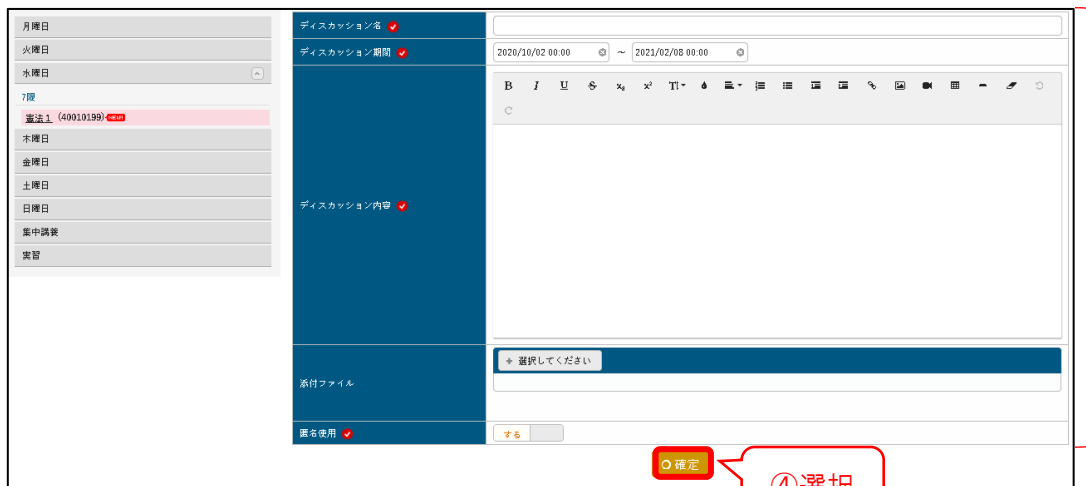 月曜日
火曜日
水曜日
7限
憲法1 (40010199) NEW!!
木曜日
金曜日
土曜日
日曜日
集中講義
実習
ディスカッション名
ディスカッション期間
2020/10/02 00:00 ~ 2021/02/08 00:00
B I U S x₂ x² T
ディスカッション内容
添付ファイル
+ 選択してください
匿名使用
する
確定
④選択